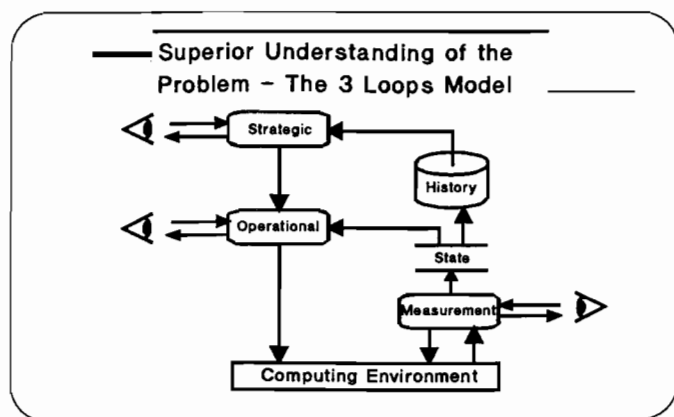 Superior Understanding of the
Problem – The 3 Loops Model
Strategic
History
Operational
State
Measurement
Computing Environment